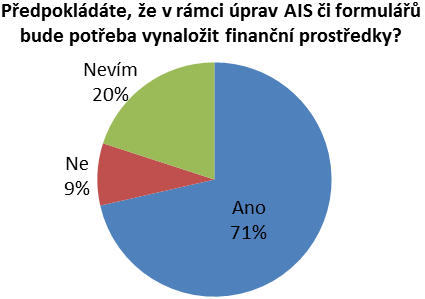 Předpokládáte, že v rámci úprav AIS či formulářů
bude potřeba vynaložit finanční prostředky?
Nevím
20%
Ne
9%
Ano
71%